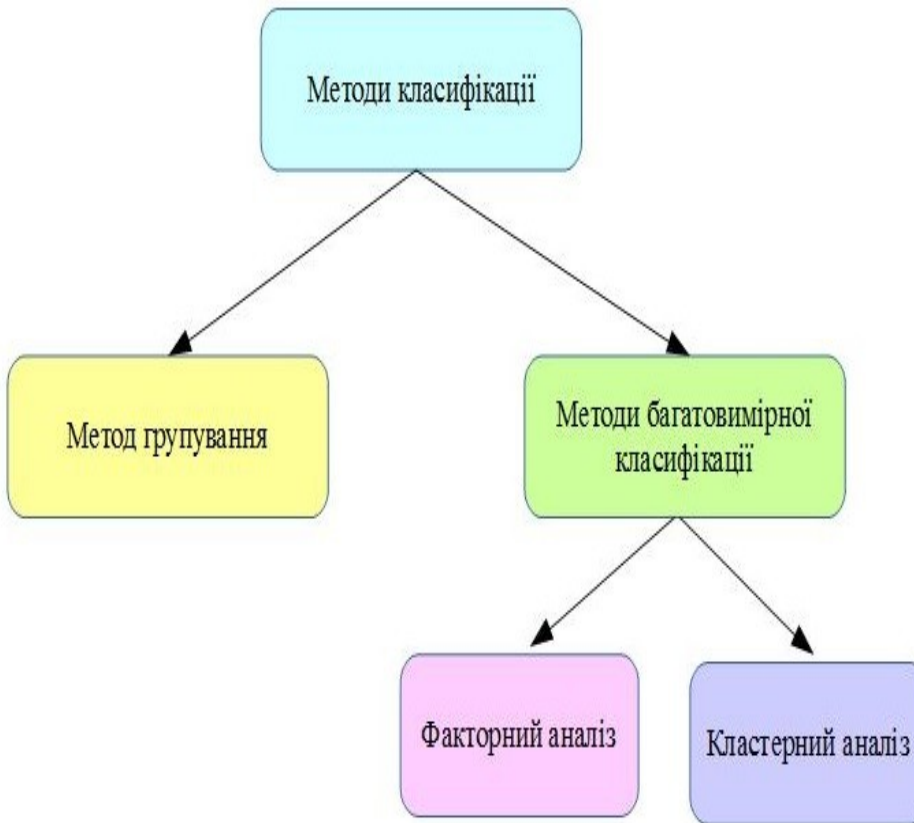 Методи класифікації
Метод групування
Методи багатовимірної
класифікації
Факторний аналіз
Кластерний аналіз